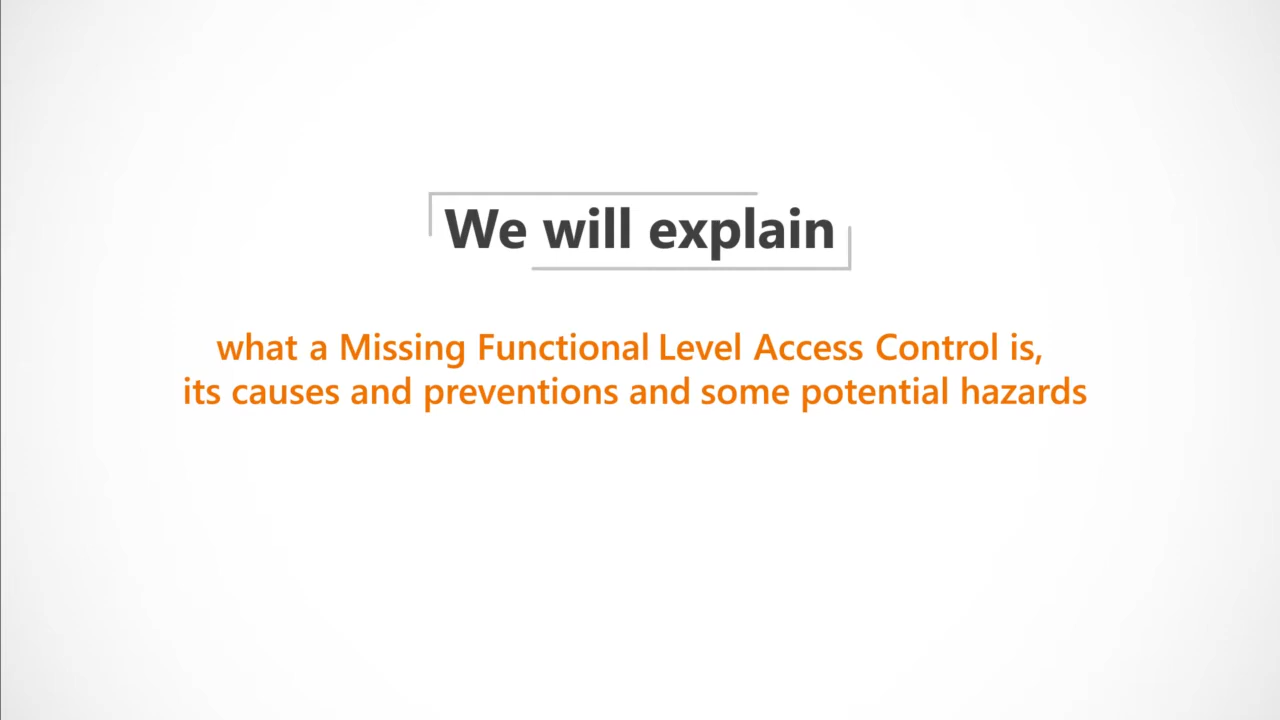 We will explain
what a Missing Functional Level Access Control is,
its causes and preventions and some potential hazards